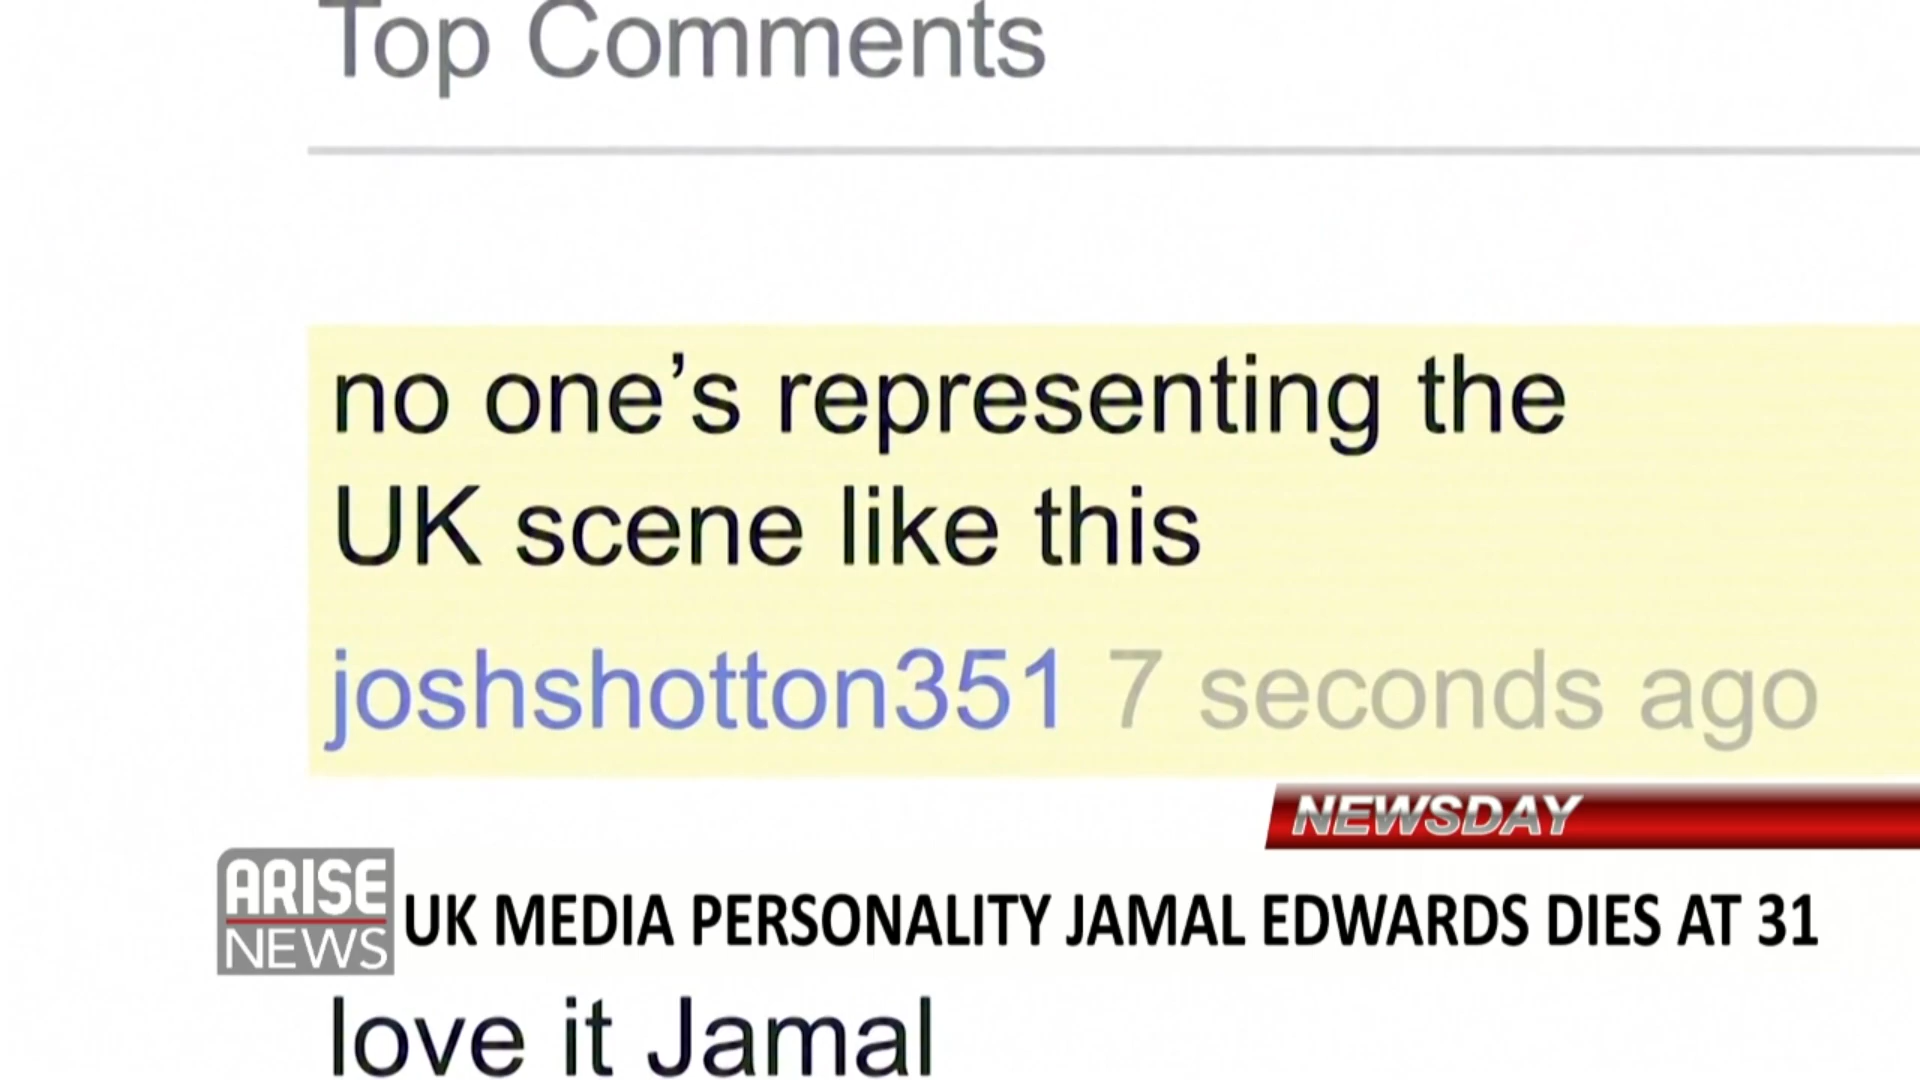 Top Comments
no one’s representing the
UK scene like this
joshshotton351 7 seconds ago
NEWSDAY
ARISE
NEWS
UK MEDIA PERSONALITY JAMAL EDWARDS DIES AT 31
love it Jamal